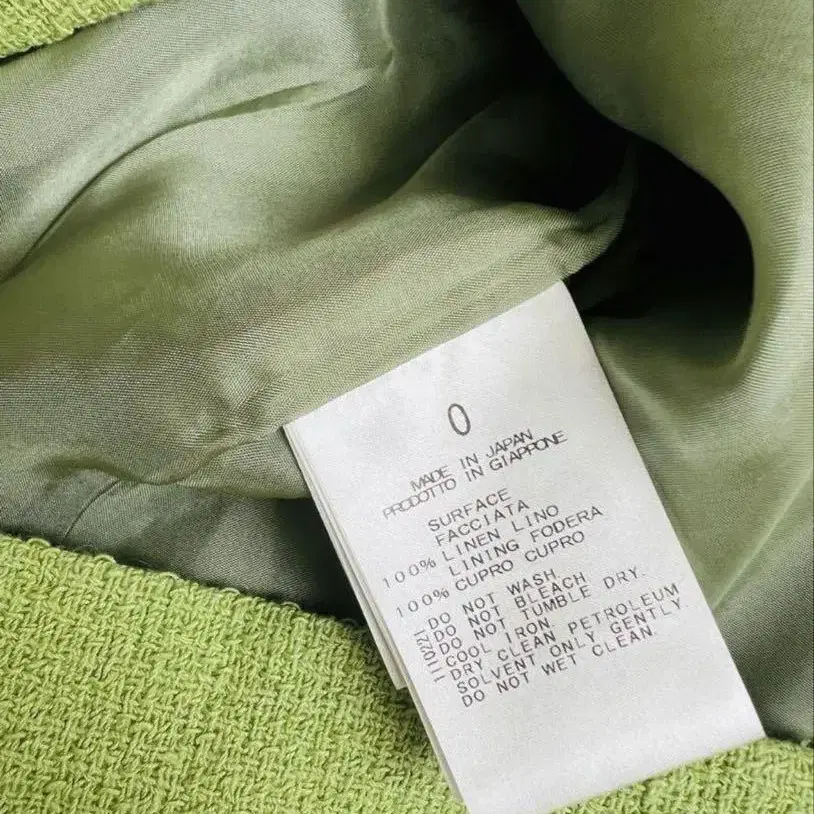 0
MADE IN JAPAN
PRODOTTO IN GIAPPONE
SURFACE
FACCIATA
100% LINEN LINO
LINING FODERA
100% CUPRO CUPRO
DO NOT WASH
DO NOT BLEACH
DO NOT TUMBLE DRY.
COOL IRON.
DRY CLEAN PETROLEUM
SOLVENT ONLY GENTLY.
DO NOT WET CLEAN.